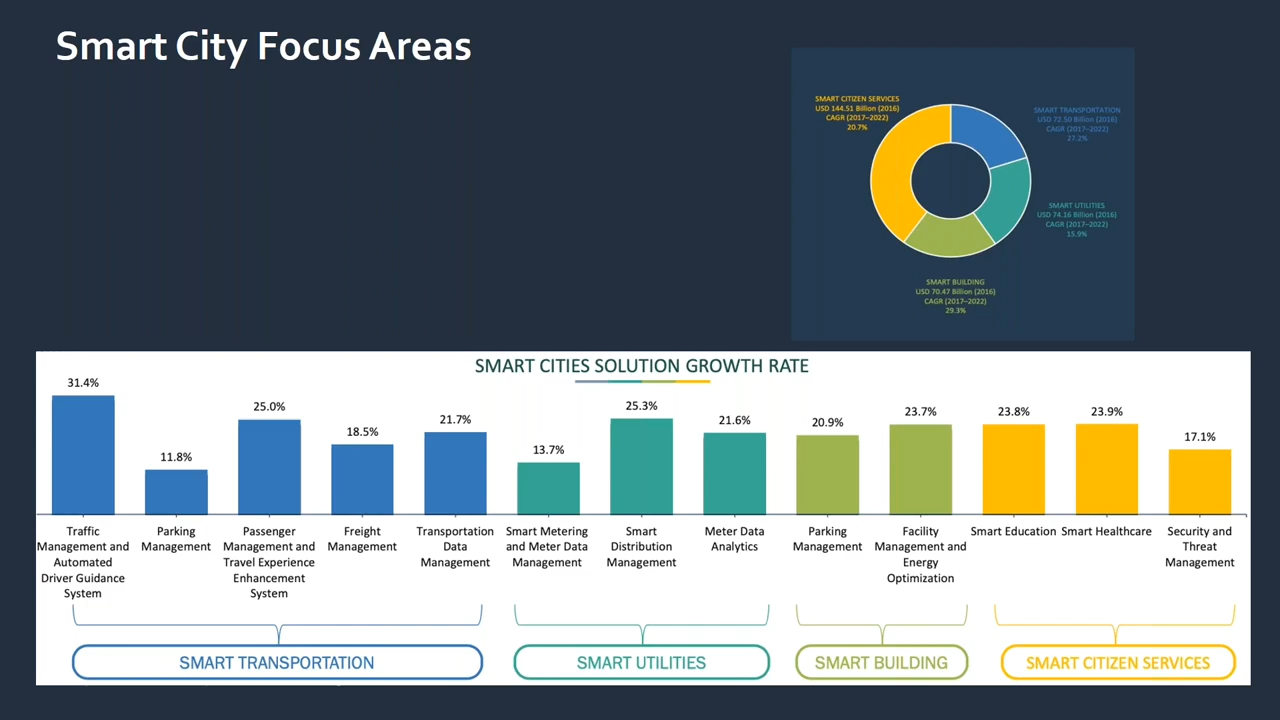 Smart City Focus Areas
SMART CITIZEN SERVICES
USD 144.51 Billion (2016)
CAGR (2017–2022)
20.7%
SMART TRANSPORTATION
USD 72.50 Billion (2016)
CAGR (2017–2022)
27.2%
SMART UTILITIES
USD 74.16 Billion (2016)
CAGR (2017–2022)
15.9%
SMART BUILDING
USD 70.47 Billion (2016)
CAGR (2017–2022)
29.3%
SMART CITIES SOLUTION GROWTH RATE
31.4%
11.8%
25.0%
18.5%
21.7%
13.7%
25.3%
21.6%
20.9%
23.7%
23.8%
23.9%
17.1%
Traffic
Management and
Automated
Driver Guidance
System
Parking
Management
Passenger
Management and
Travel Experience
Enhancement
System
Freight
Management
Transportation
Data
Management
Smart Metering
and Meter Data
Management
Smart
Distribution
Management
Meter Data
Analytics
Parking
Management
Facility
Management and
Energy
Optimization
Smart Education
Smart Healthcare
Security and
Threat
Management
SMART TRANSPORTATION
SMART UTILITIES
SMART BUILDING
SMART CITIZEN SERVICES